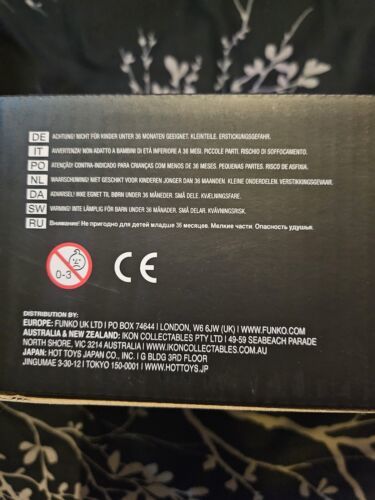 DE ACHTUNG! NICHT FÜR KINDER UNTER 36 MONATEN GEEIGNET. KLEINTEILE. ERSTICKUNGSGEFAHR.
IT AVVERTENZA! NON ADATTO A BAMBINI DI ETÀ INFERIORE A 36 MESI. PICCOLE PARTI. RISCHIO DI SOFFOCAMENTO.
PO ATENÇÃO! CONTRA-INDICADO PARA CRIANÇAS COM MENOS DE 36 MESES. PEQUENAS PARTES. RISCO DE ASFIXIA.
NL WAARSCHUWING! NIET GESCHIKT VOOR KINDEREN JONGER DAN 36 MAANDEN. KLEINE ONDERDELEN. VERSTIKKINGSGEVAAR.
DA ADVARSEL! IKKE EGNET TIL BØRN UNDER 36 MÅNEDER. SMÅ DELE. KVÆLNINGSFARE.
SW VARNING! INTE LÄMPLIG FÖR BARN UNDER 36 MÅNADER. SMÅ DELAR. KVÄVNINGSRISK.
RU Внимание! Не пригодно для детей младше 36 месяцев. Мелкие части. Опасность удушья.
0-3
CE
DISTRIBUTION BY:
EUROPE: FUNKO UK LTD | PO BOX 74644 | LONDON, W6 6JW (UK) | WWW.FUNKO.COM
AUSTRALIA & NEW ZEALAND: IKON COLLECTABLES PTY LTD | 49-59 SEABEACH PARADE
NORTH SHORE, VIC 3214 AUSTRALIA | WWW.IKONCOLLECTABLES.COM.AU
JAPAN: HOT TOYS JAPAN CO., INC. | G BLDG 3RD FLOOR
JINGUMAE 3-30-12 | TOKYO 150-0001 | WWW.HOTTOYS.JP